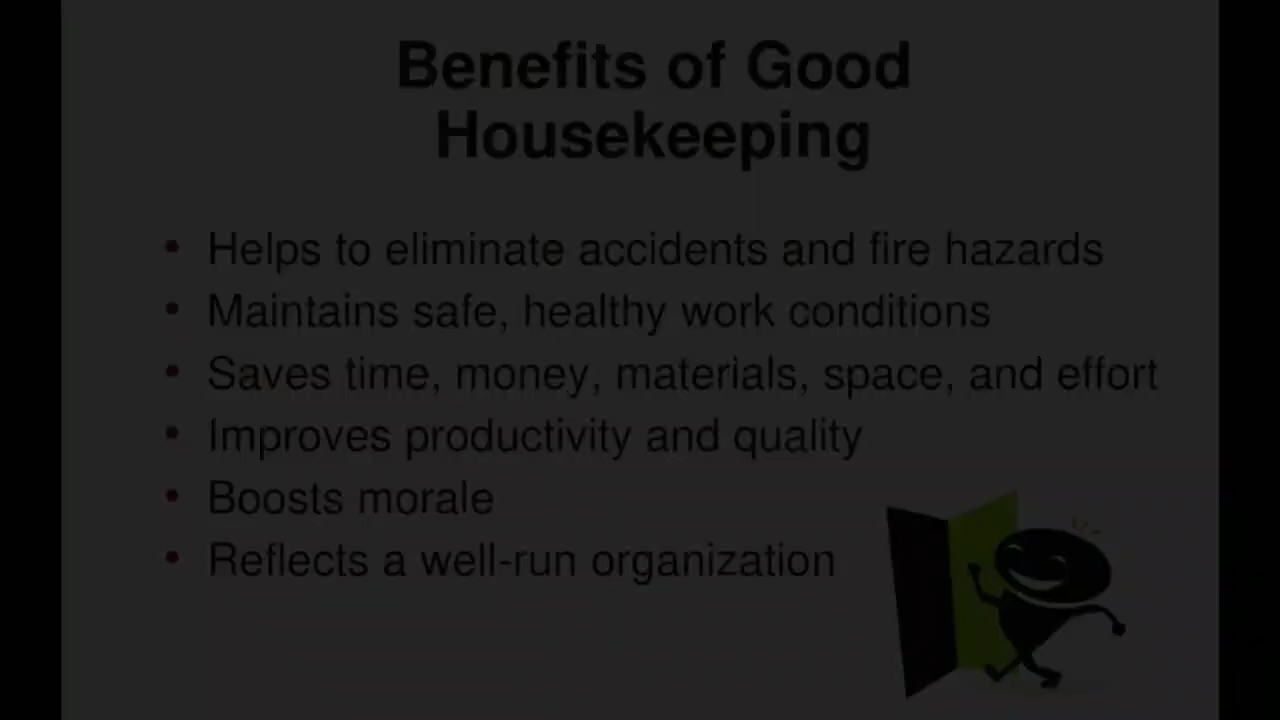 Benefits of Good
Housekeeping
• Helps to eliminate accidents and fire hazards
• Maintains safe, healthy work conditions
• Saves time, money, materials, space, and effort
• Improves productivity and quality
• Boosts morale
• Reflects a well-run organization